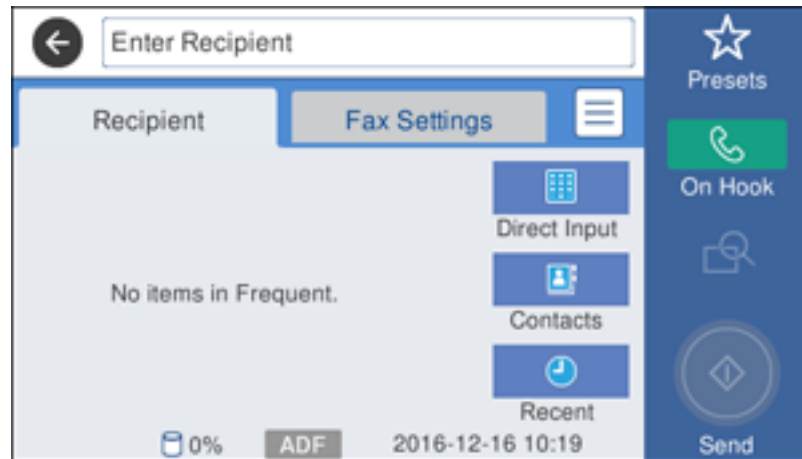 Enter Recipient
Presets
Recipient
Fax Settings
On Hook
Direct Input
No items in Frequent.
Contacts
Recent
0%
ADF
2016-12-16 10:19
Send